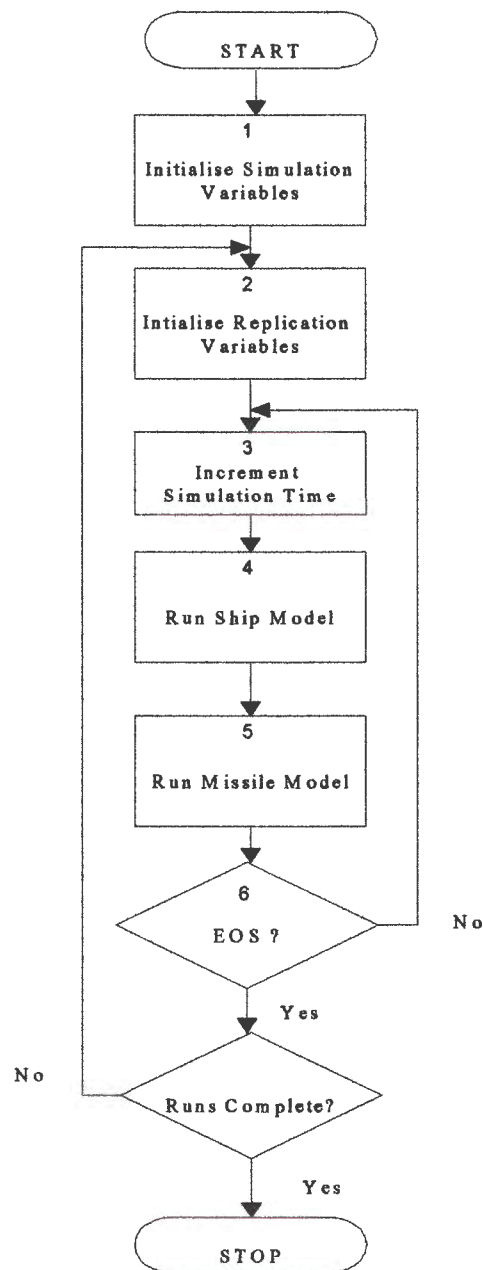 START
1
Initialise Simulation
Variables
2
Intialise Replication
Variables
3
Increment
Simulation Time
4
Run Ship Model
5
Run Missile Model
6
EOS ?
No
Yes
Runs Complete?
No
Yes
STOP